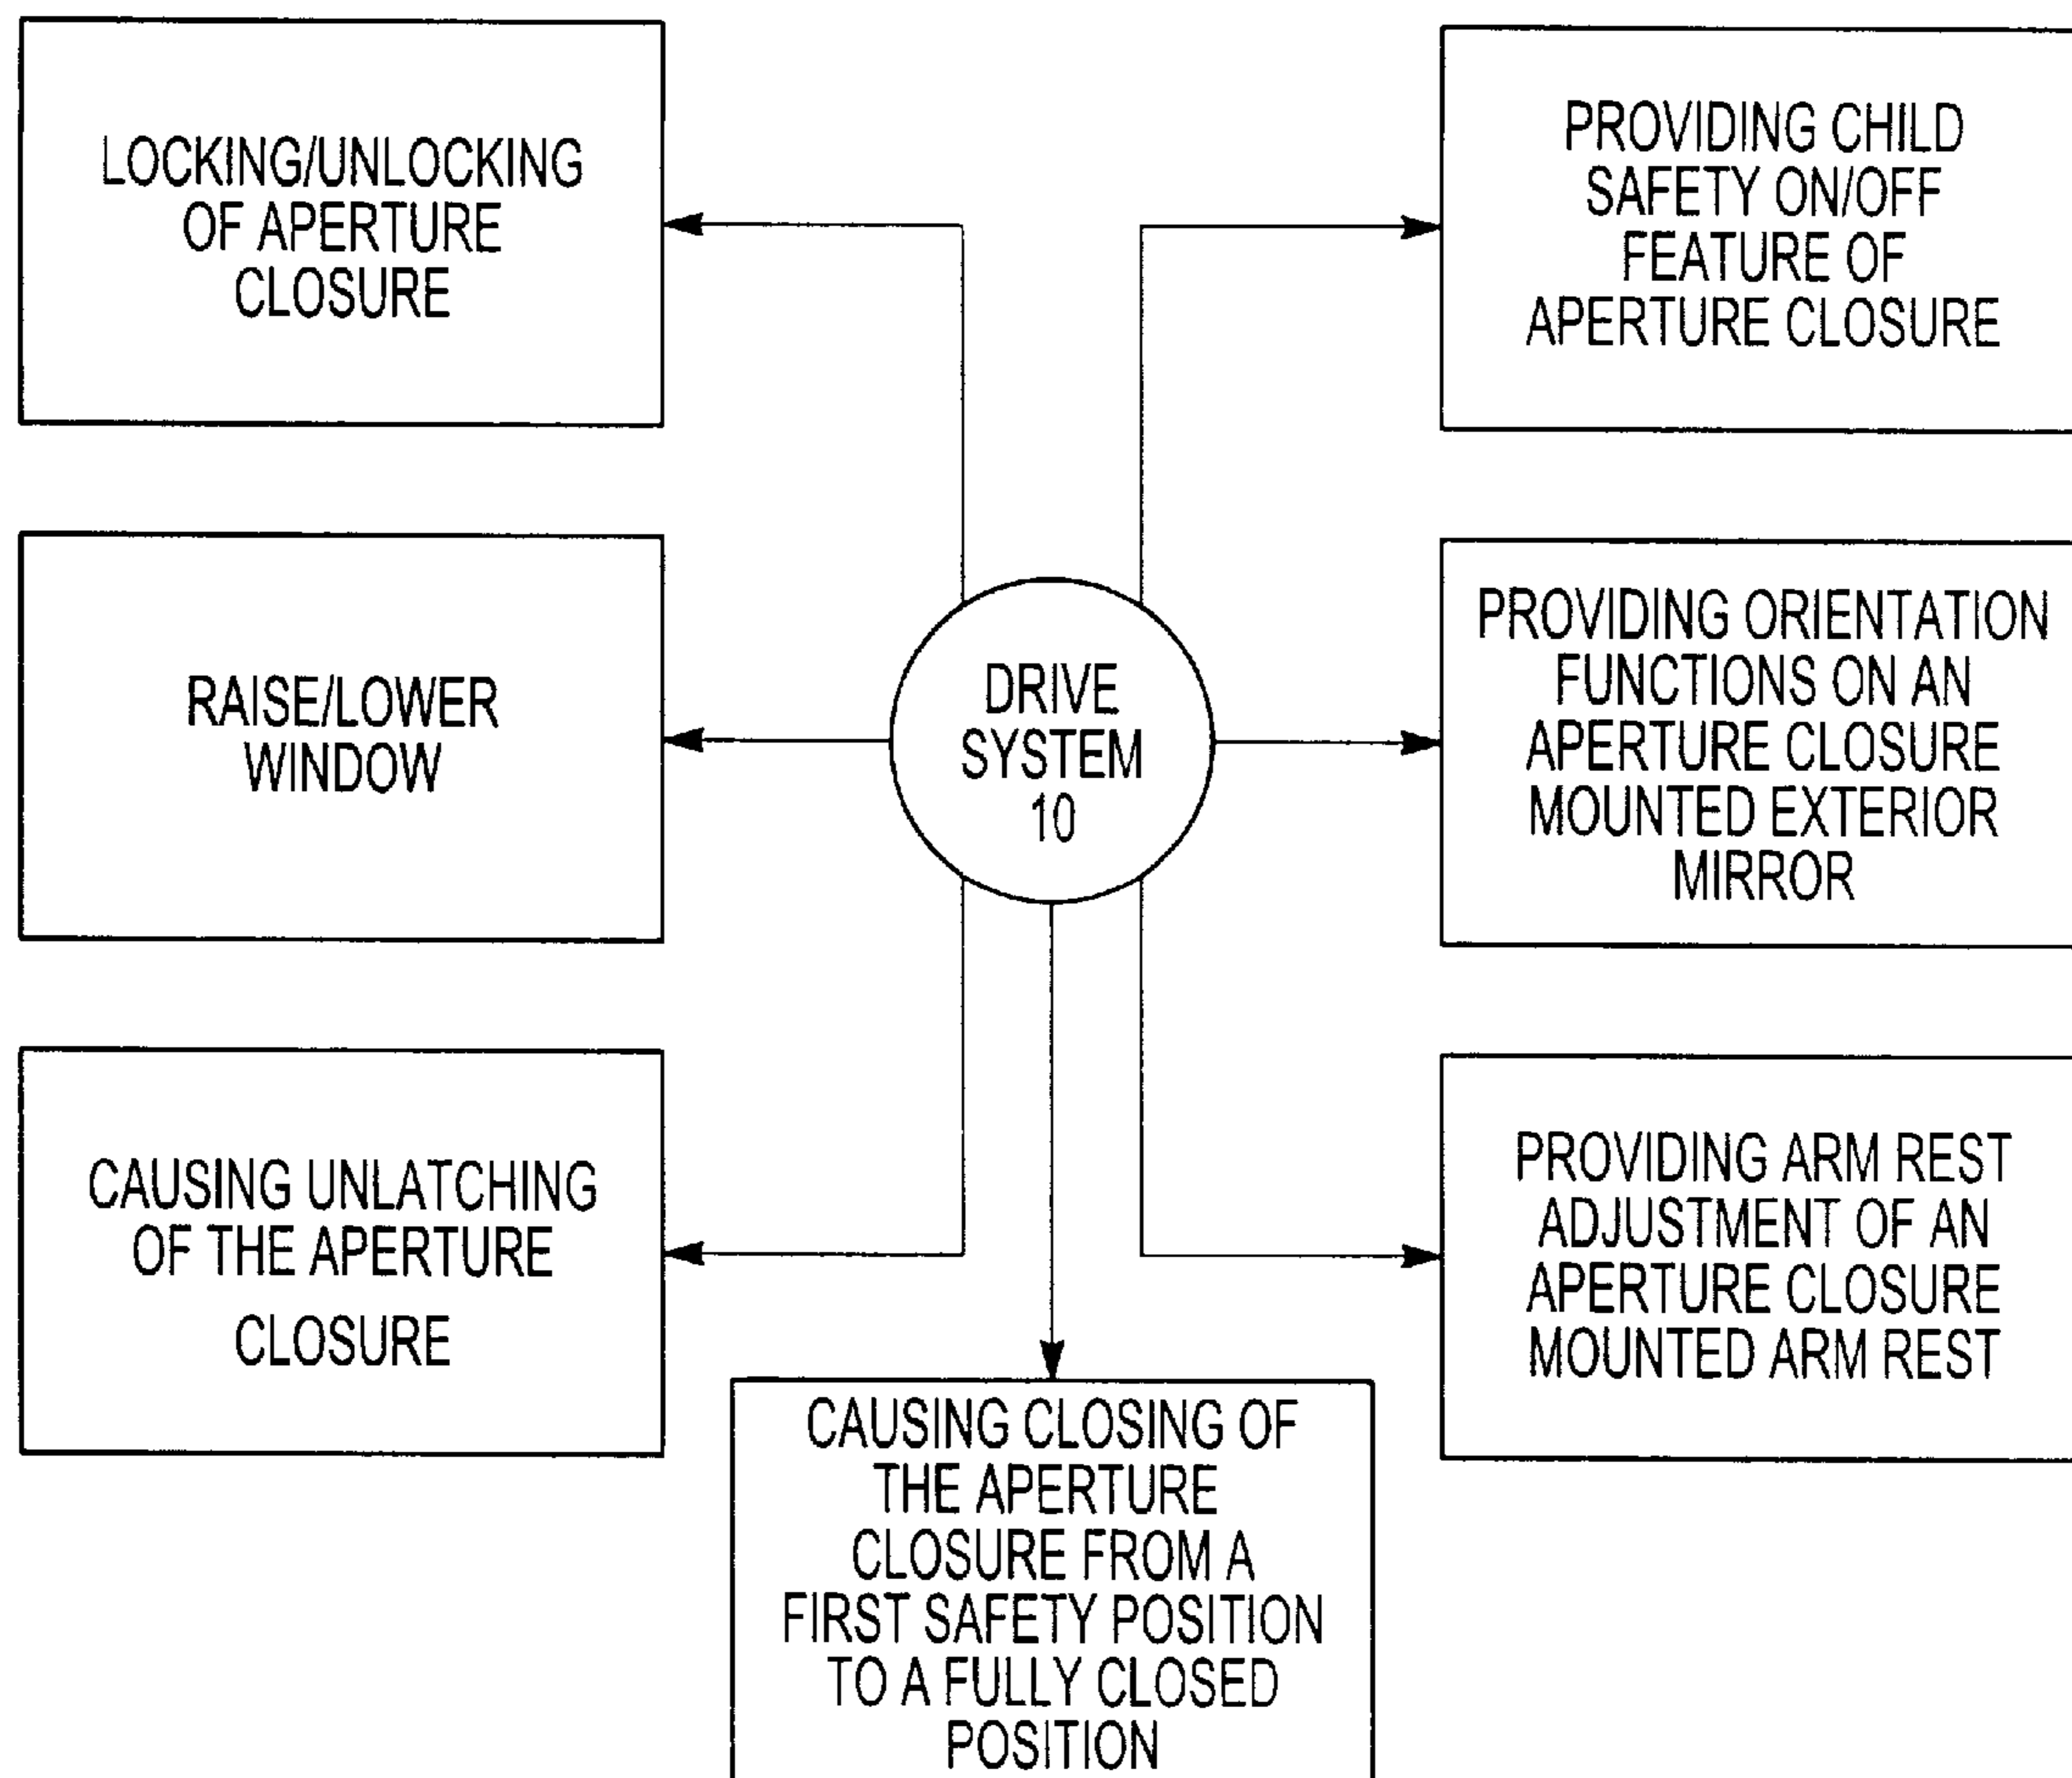 LOCKING/UNLOCKING
OF APERTURE
CLOSURE
PROVIDING CHILD
SAFETY ON/OFF
FEATURE OF
APERTURE CLOSURE
RAISE/LOWER
WINDOW
DRIVE
SYSTEM
10
PROVIDING ORIENTATION
FUNCTIONS ON AN
APERTURE CLOSURE
MOUNTED EXTERIOR
MIRROR
CAUSING UNLATCHING
OF THE APERTURE
CLOSURE
PROVIDING ARM REST
ADJUSTMENT OF AN
APERTURE CLOSURE
MOUNTED ARM REST
CAUSING CLOSING OF
THE APERTURE
CLOSURE FROM A
FIRST SAFETY POSITION
TO A FULLY CLOSED
POSITION